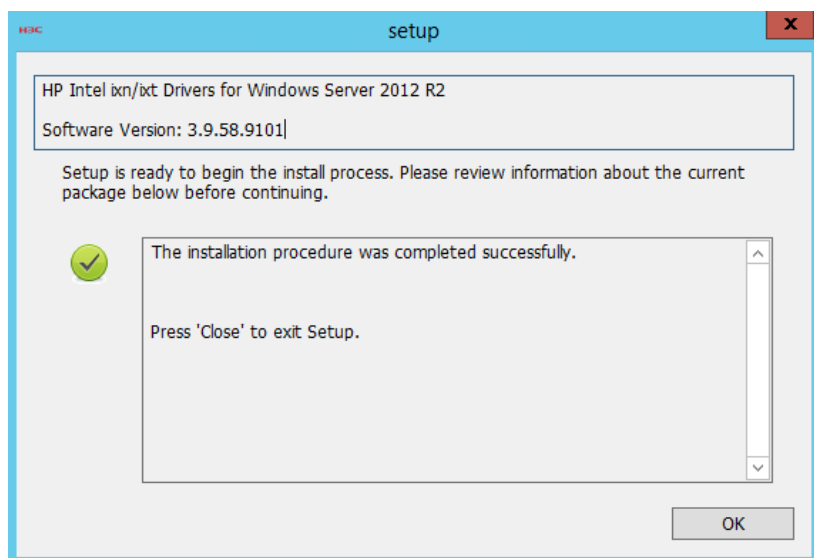 H3C
setup
x
HP Intel ixn/ixt Drivers for Windows Server 2012 R2
Software Version: 3.9.58.9101
Setup is ready to begin the install process. Please review information about the current
package below before continuing.
The installation procedure was completed successfully.
Press 'Close' to exit Setup.
OK